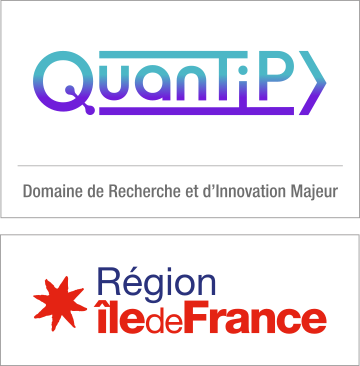 QuanTiP
Domaine de Recherche et d'Innovation Majeur
Région
îledeFrance